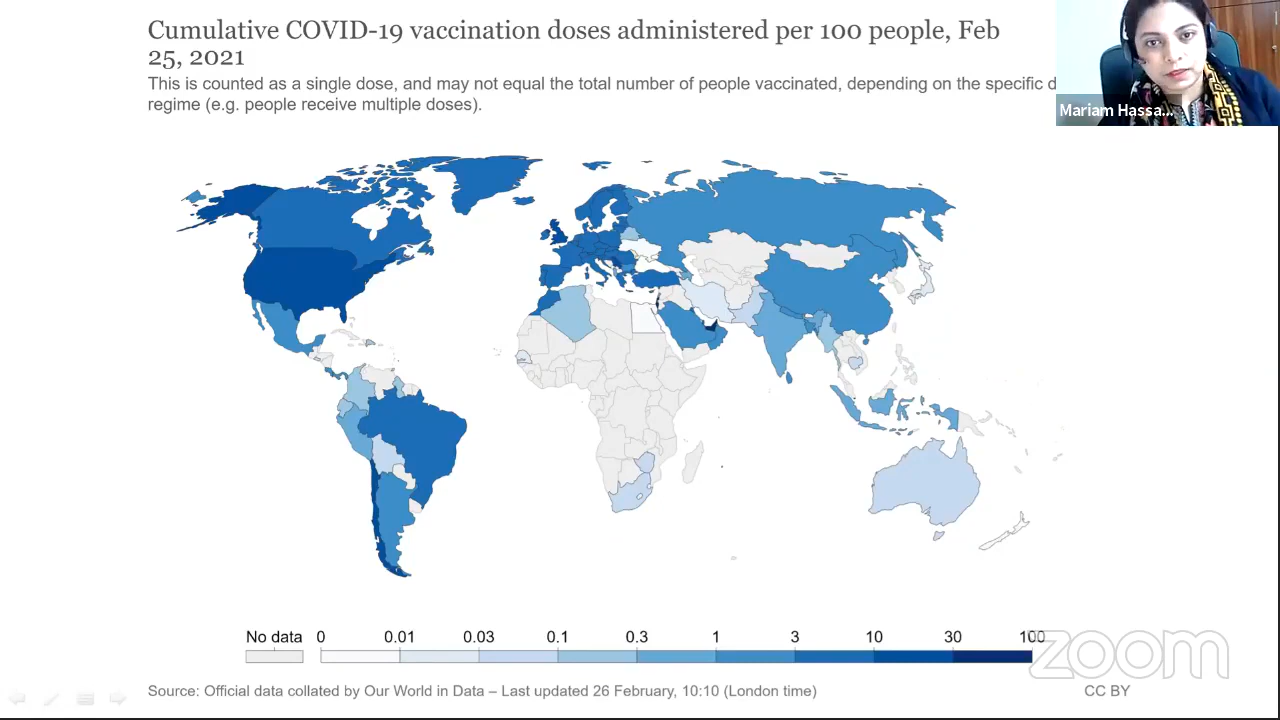 Cumulative COVID-19 vaccination doses administered per 100 people, Feb
25, 2021
This is counted as a single dose, and may not equal the total number of people vaccinated, depending on the specific d
regime (e.g. people receive multiple doses).
Mariam Hassa...
No data 0 0.01 0.03 0.1 0.3 1 3 10 30 100
zoom
Source: Official data collated by Our World in Data – Last updated 26 February, 10:10 (London time)
CC BY